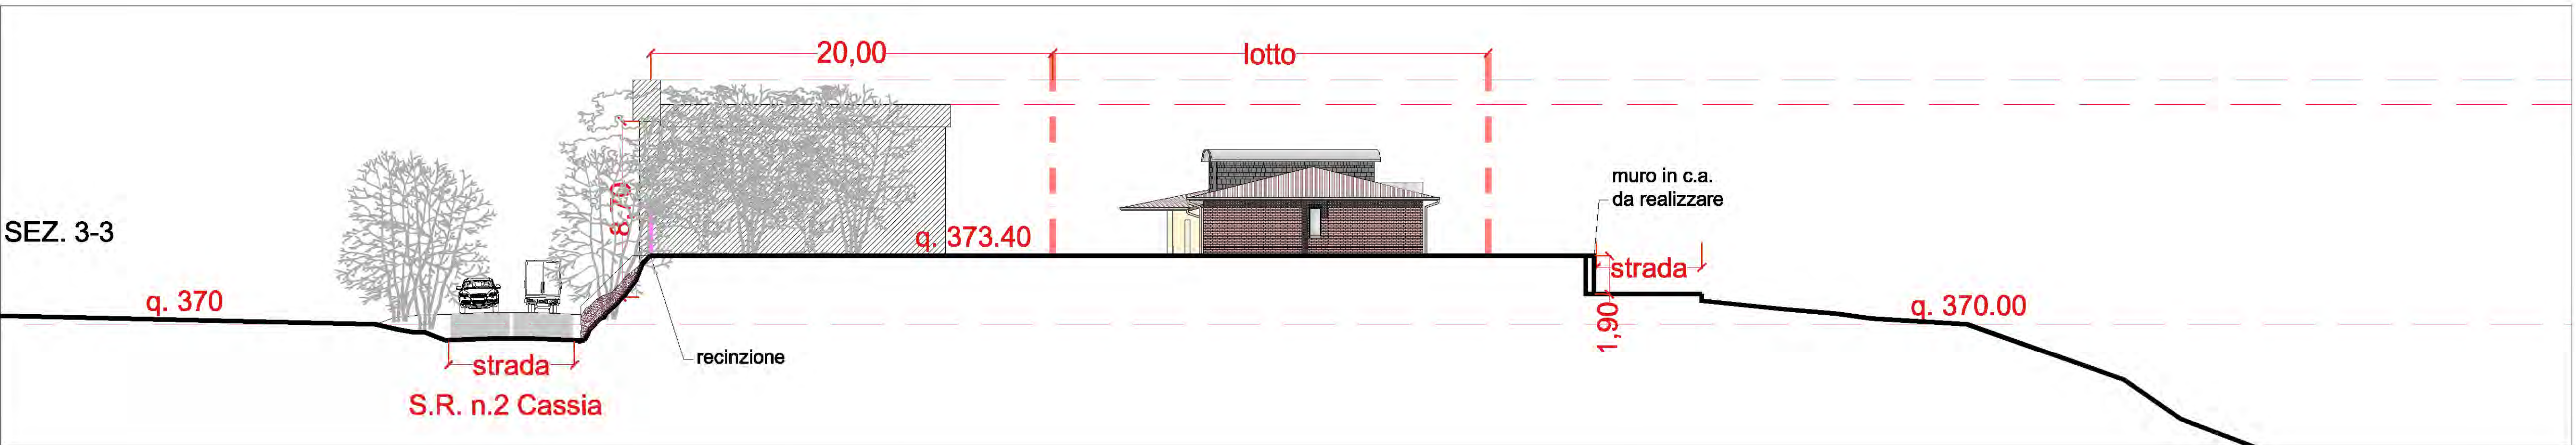 20,00
lotto
muro in c.a.
da realizzare
8,70
SEZ. 3-3
q. 373.40
strada
q. 370
q. 370.00
1,90
recinzione
strada
S.R. n.2 Cassia